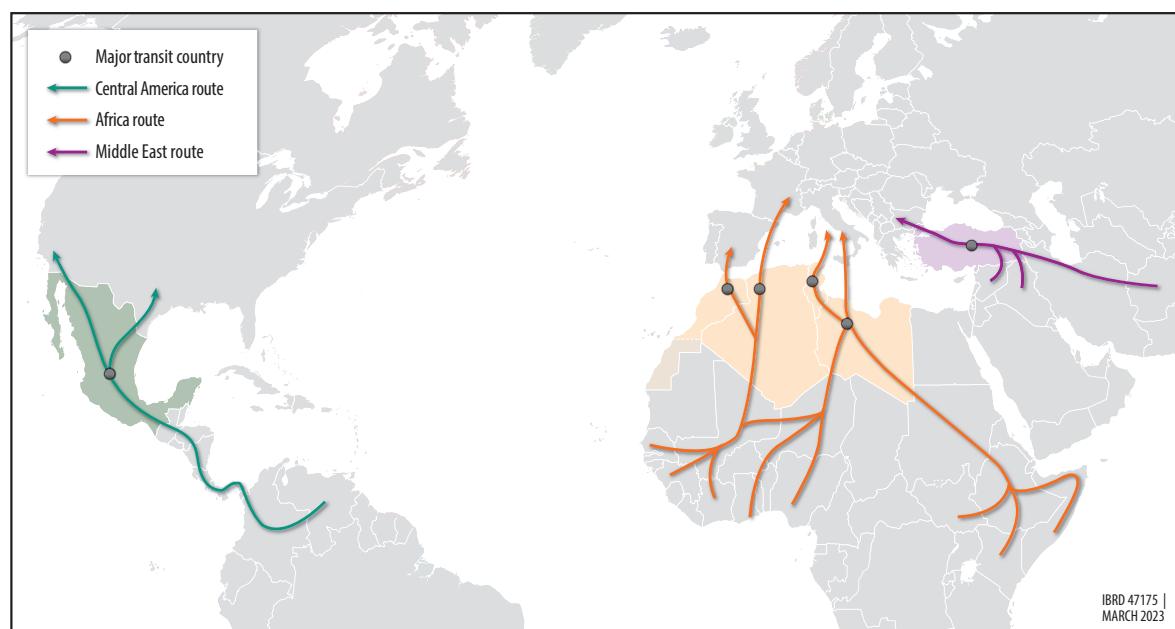 Major transit country
Central America route
Africa route
Middle East route
IBRD 47175 |
MARCH 2023